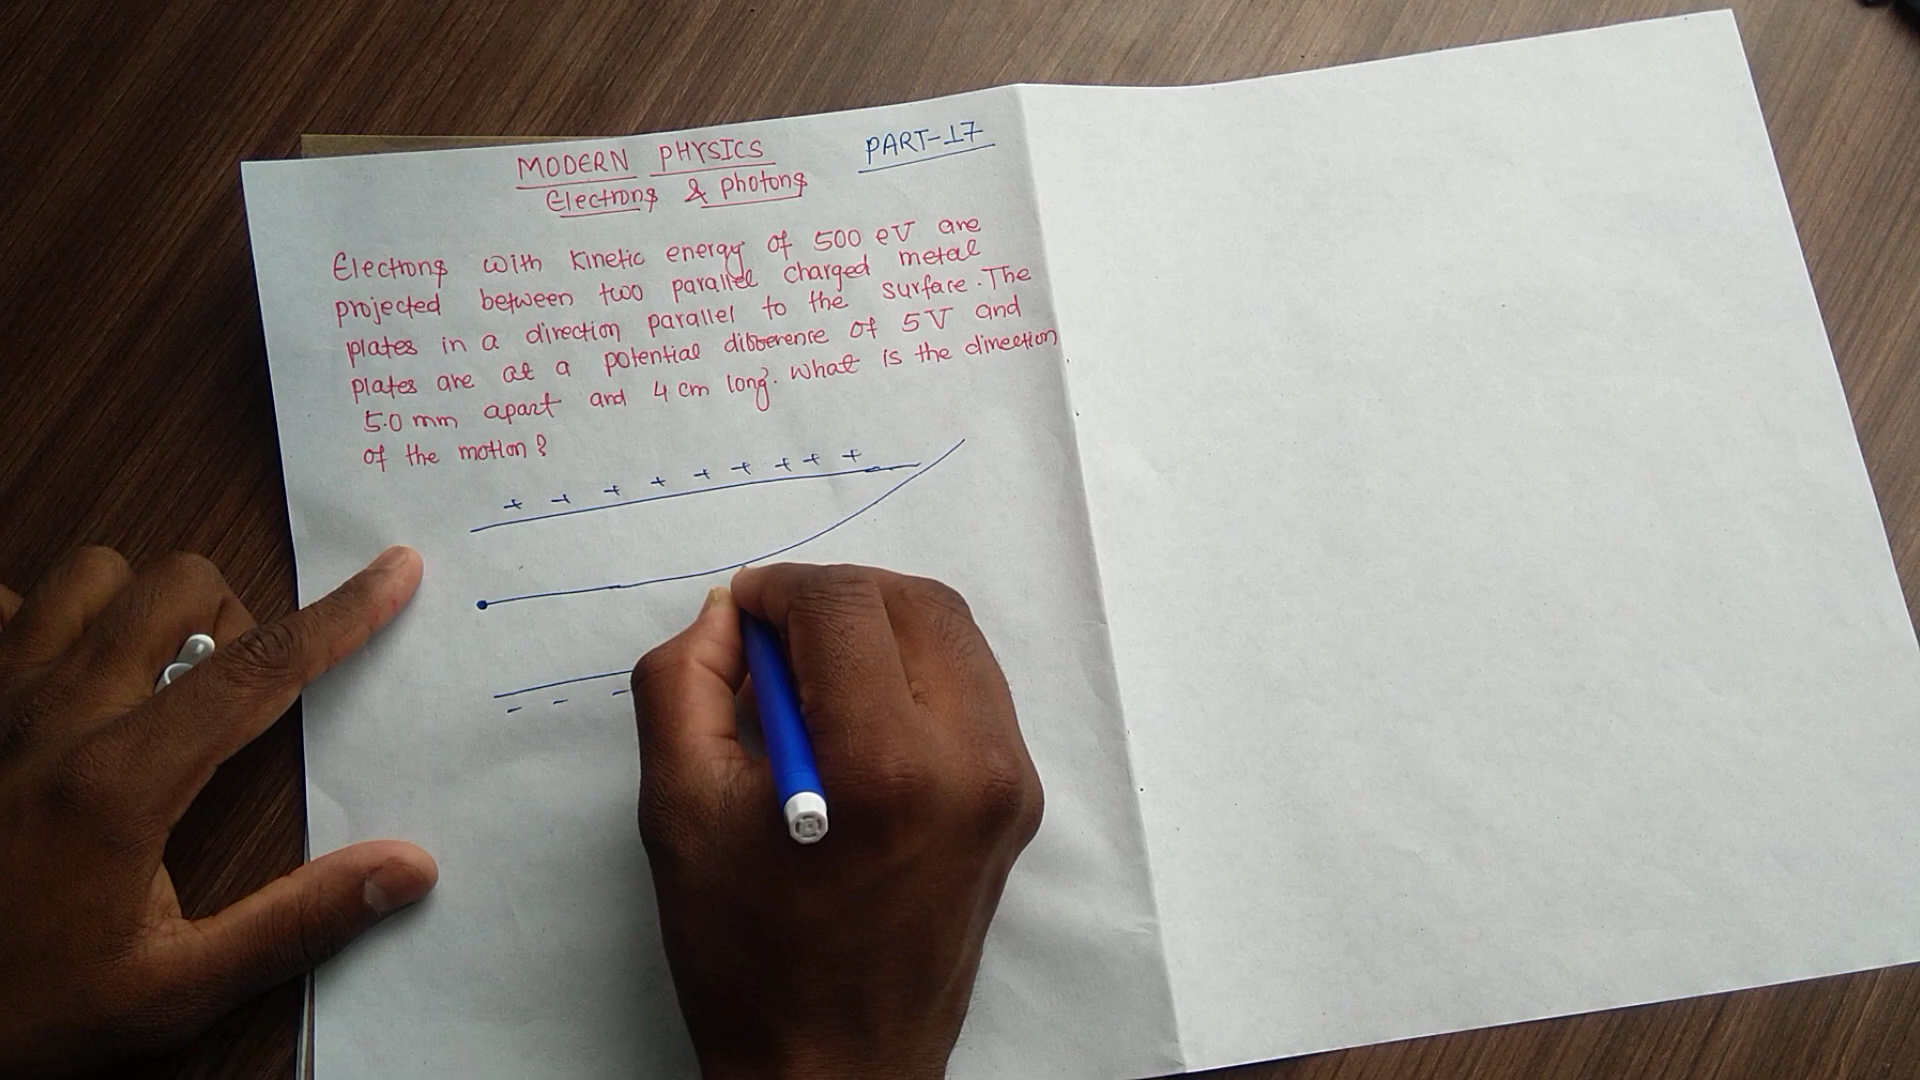 MODERN PHYSICS PART-17
Electrons & photons
Electrons with kinetic energy of 500 eV are
projected between two parallel charged metal
plates in a direction parallel to the surface. The
plates are at a potential difference of 5V and
5.0 mm apart and 4 cm long. what is the direction
of the motion?
+ + + + + + + + +
- - -